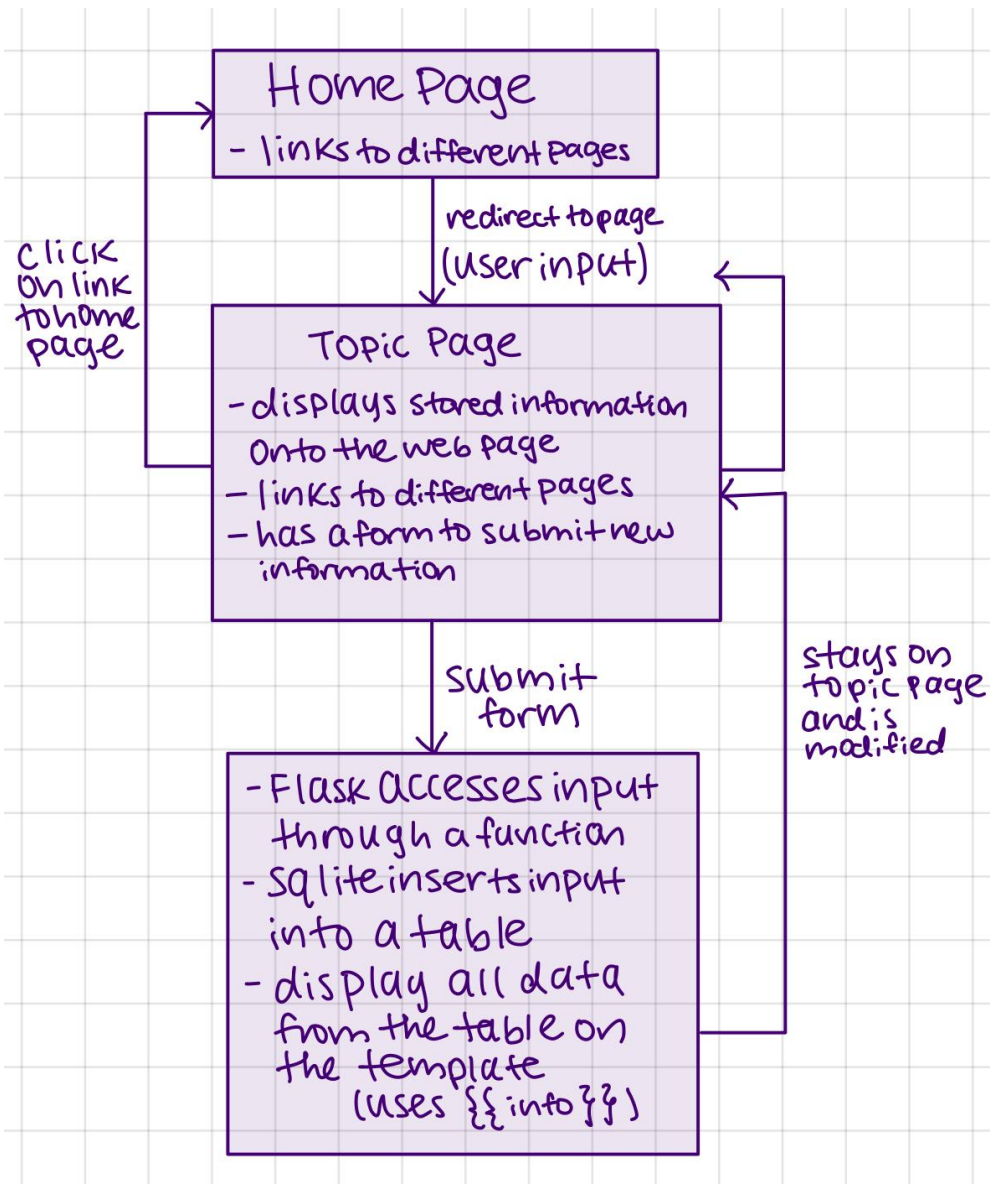 Home Page
- links to different pages
redirect to page
(user input)
click
on link
to home
page
Topic Page
- displays stored information
onto the web page
- links to different pages
- has a form to submit new
information
submit
form
stays on
topic page
and is
modified
- Flask accesses input
through a function
- sqlite inserts input
into a table
- display all data
from the table on
the template
(uses {{info}})